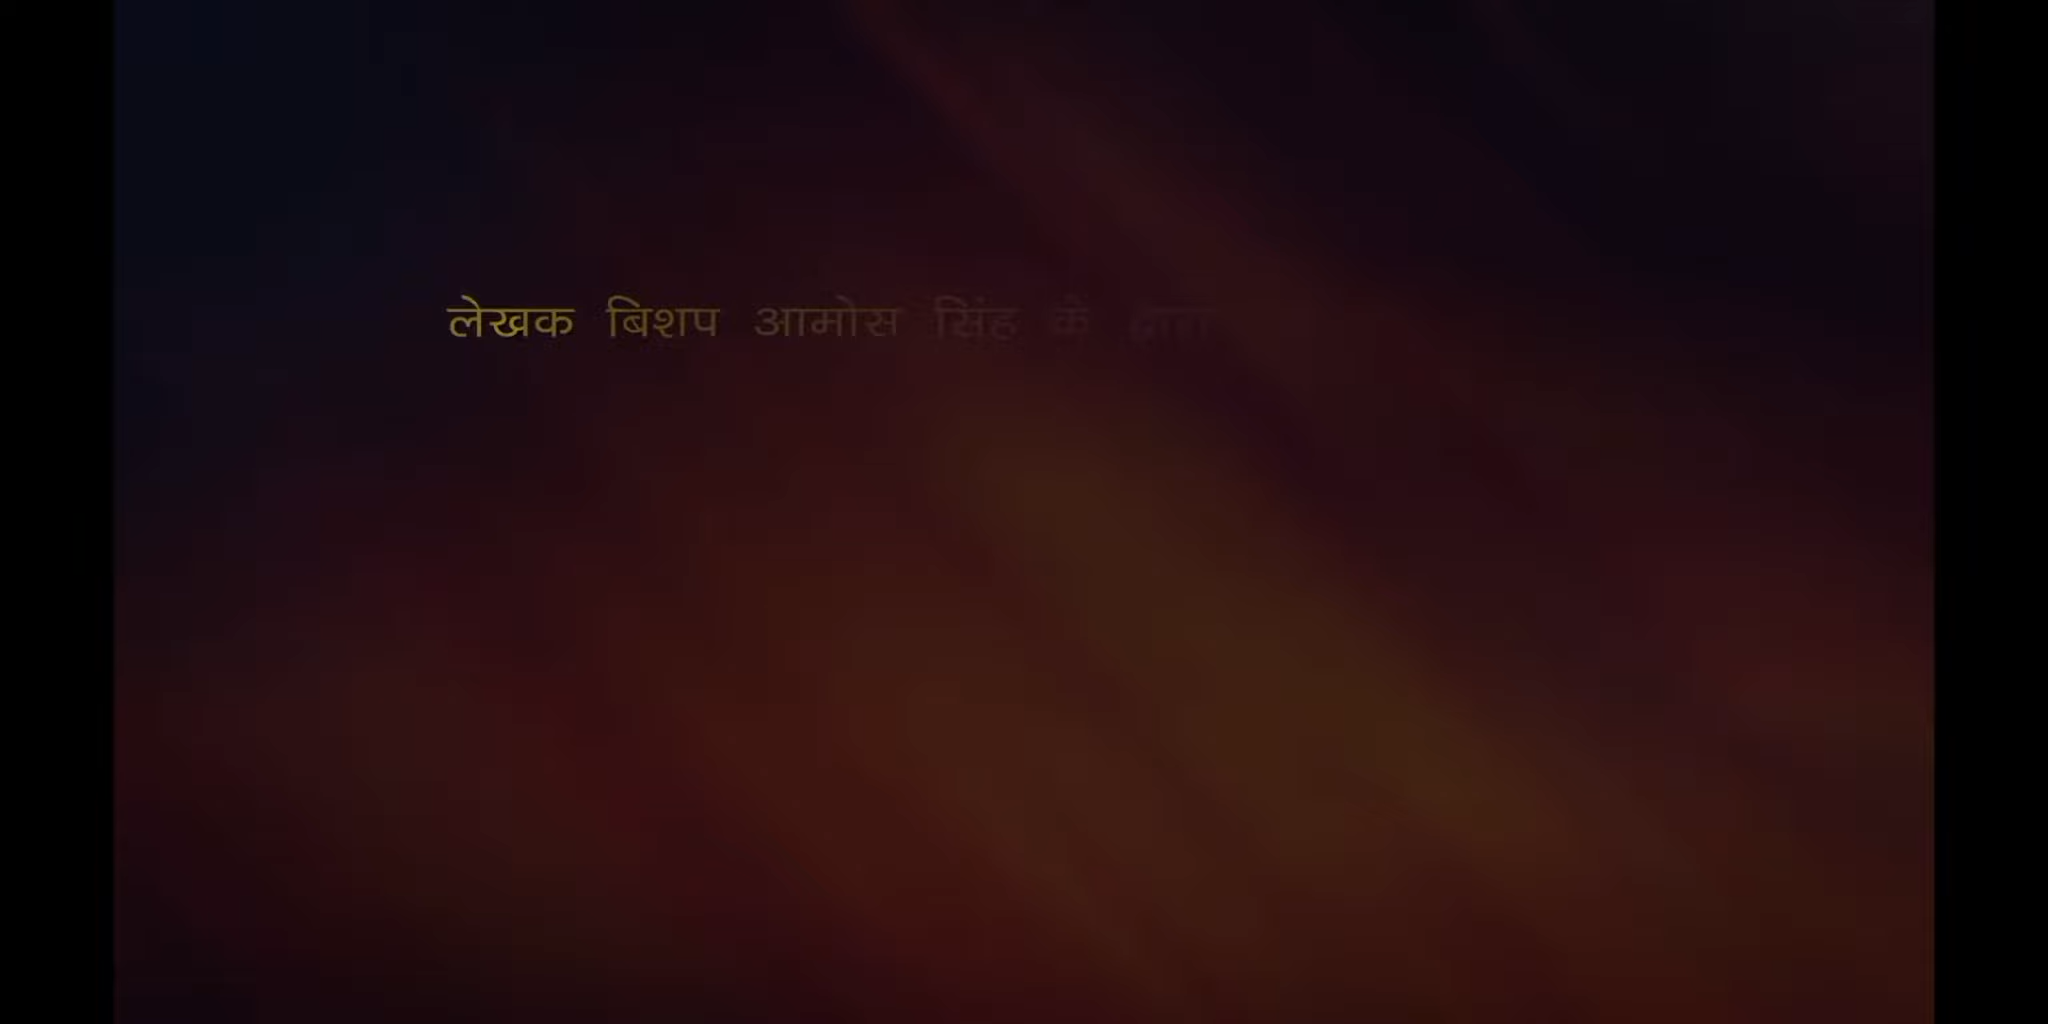 लेखक बिशप आमोस सिंह के द्वारा